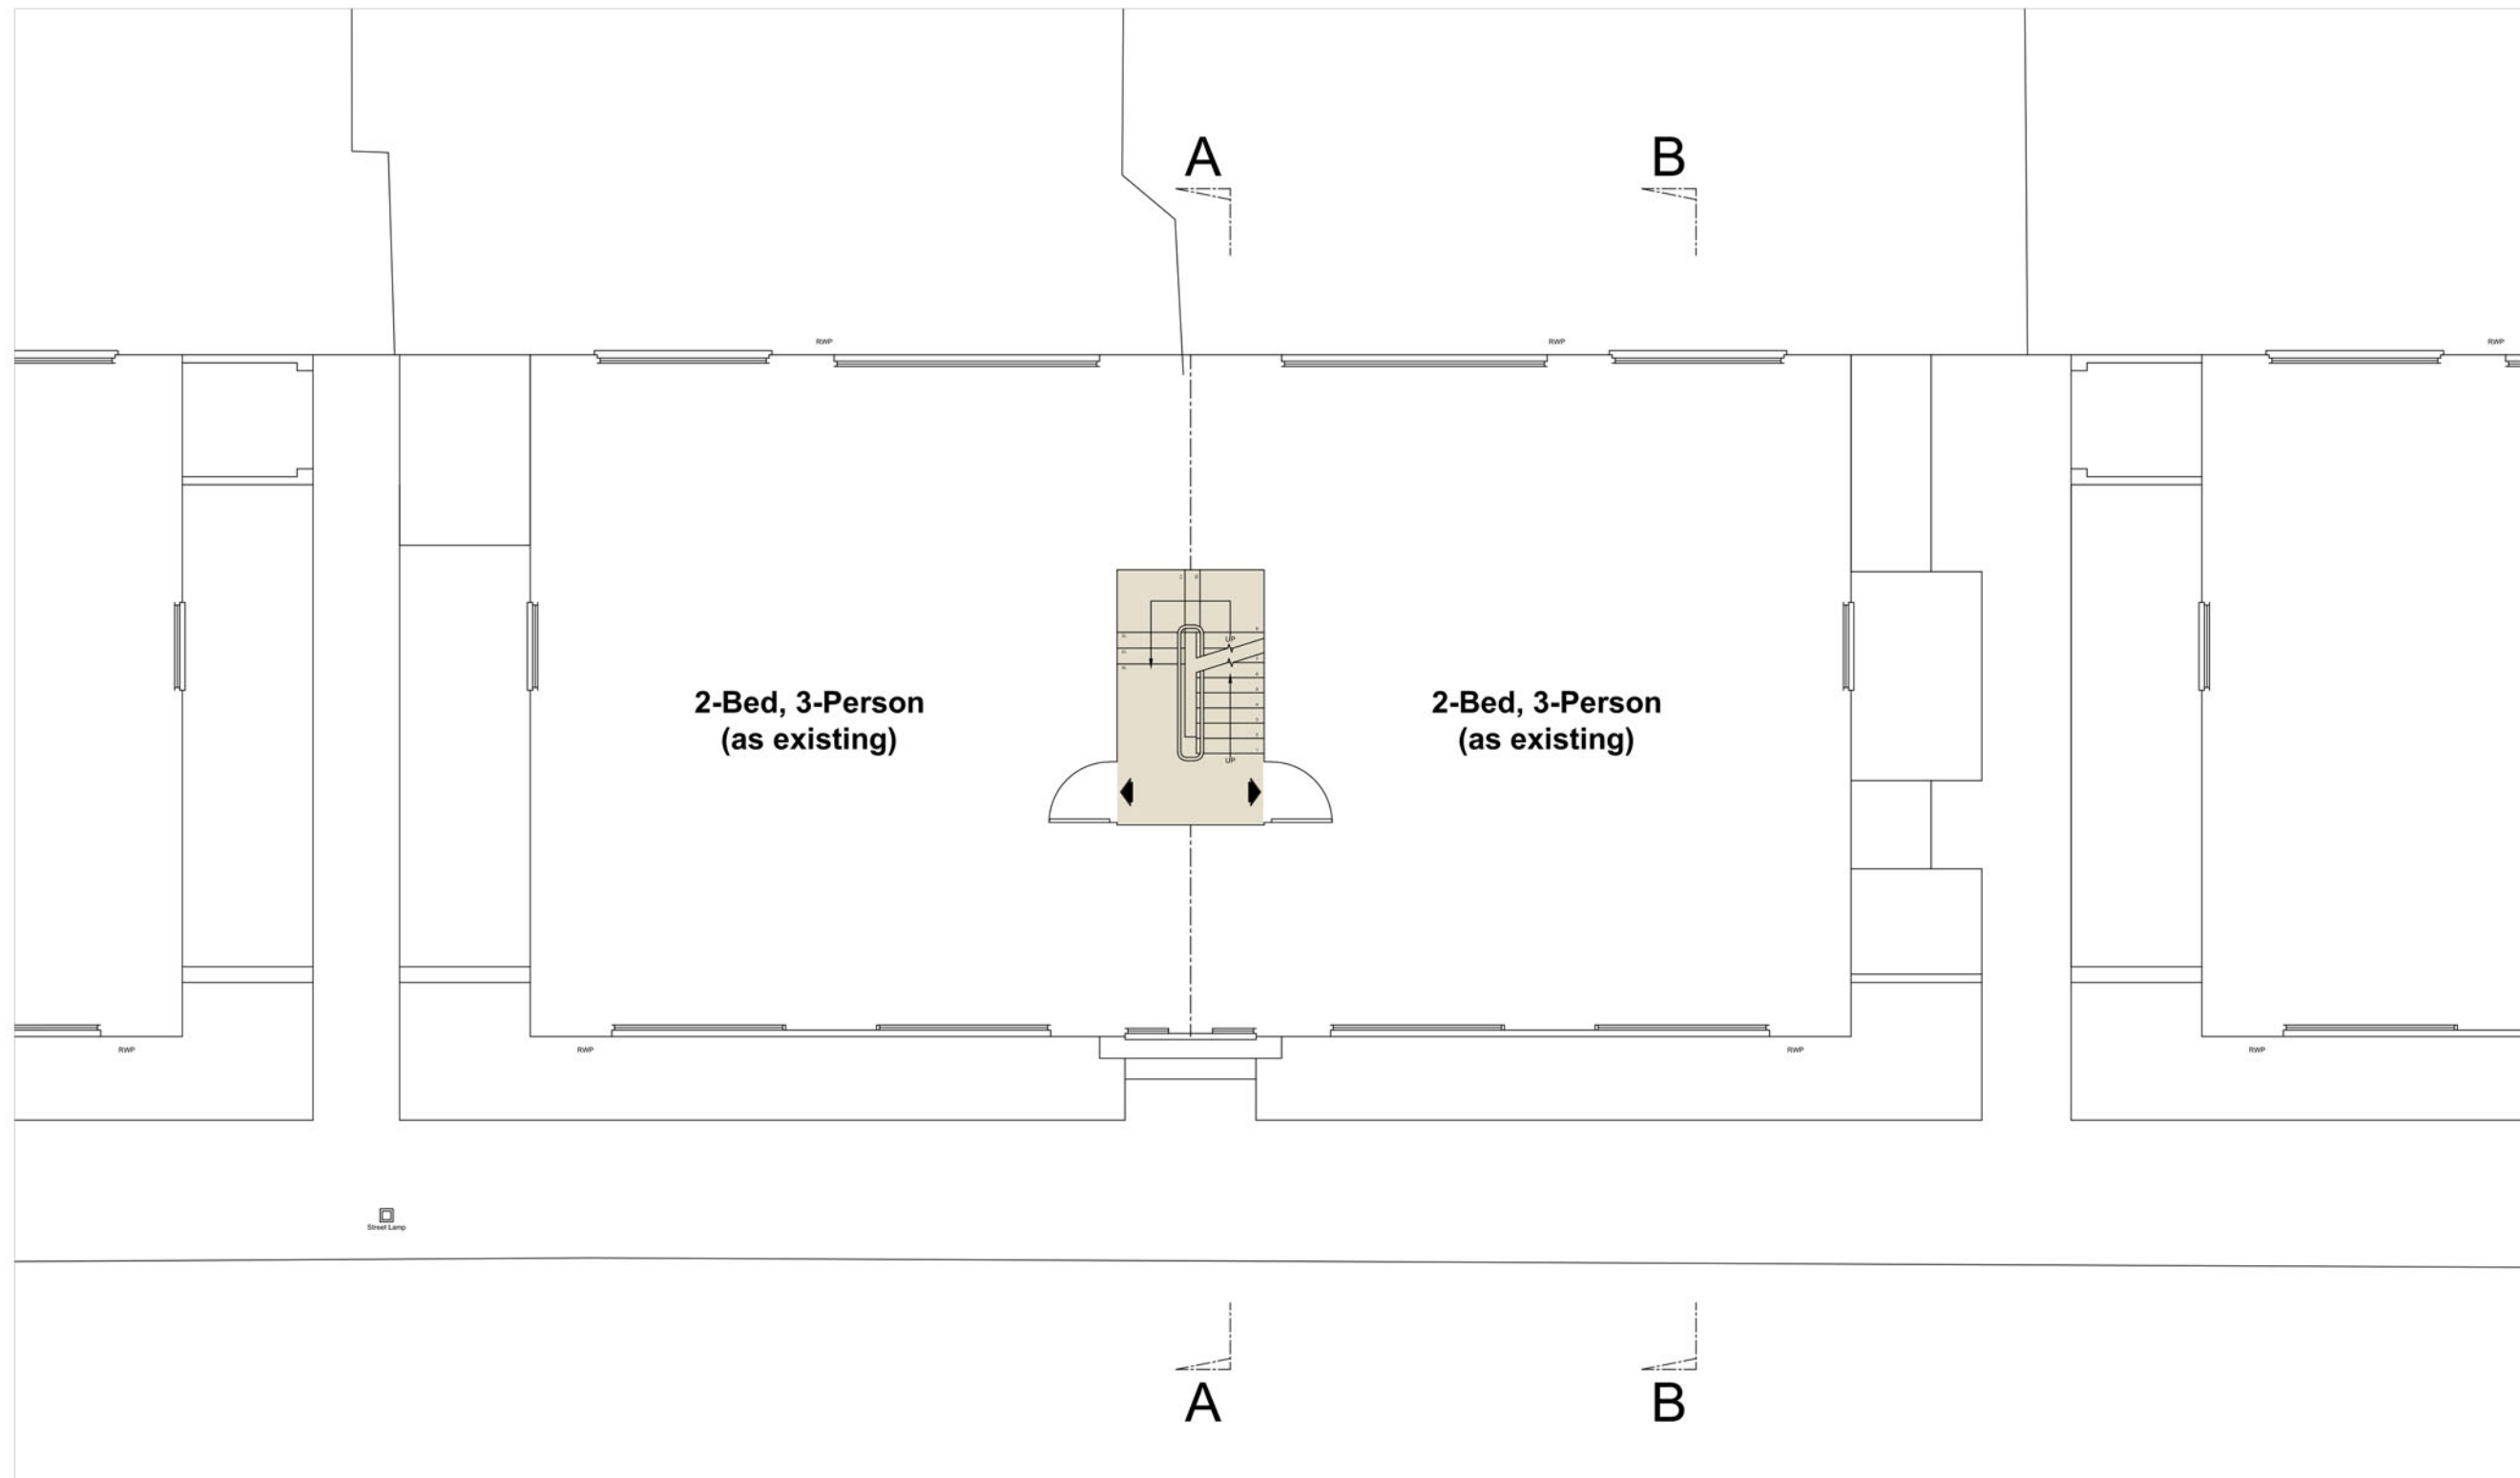 A
B
RWP
RWP
RWP
UP
2-Bed, 3-Person
(as existing)
2-Bed, 3-Person
(as existing)
UP
RWP
RWP
RWP
RWP
Street Lamp
A
B